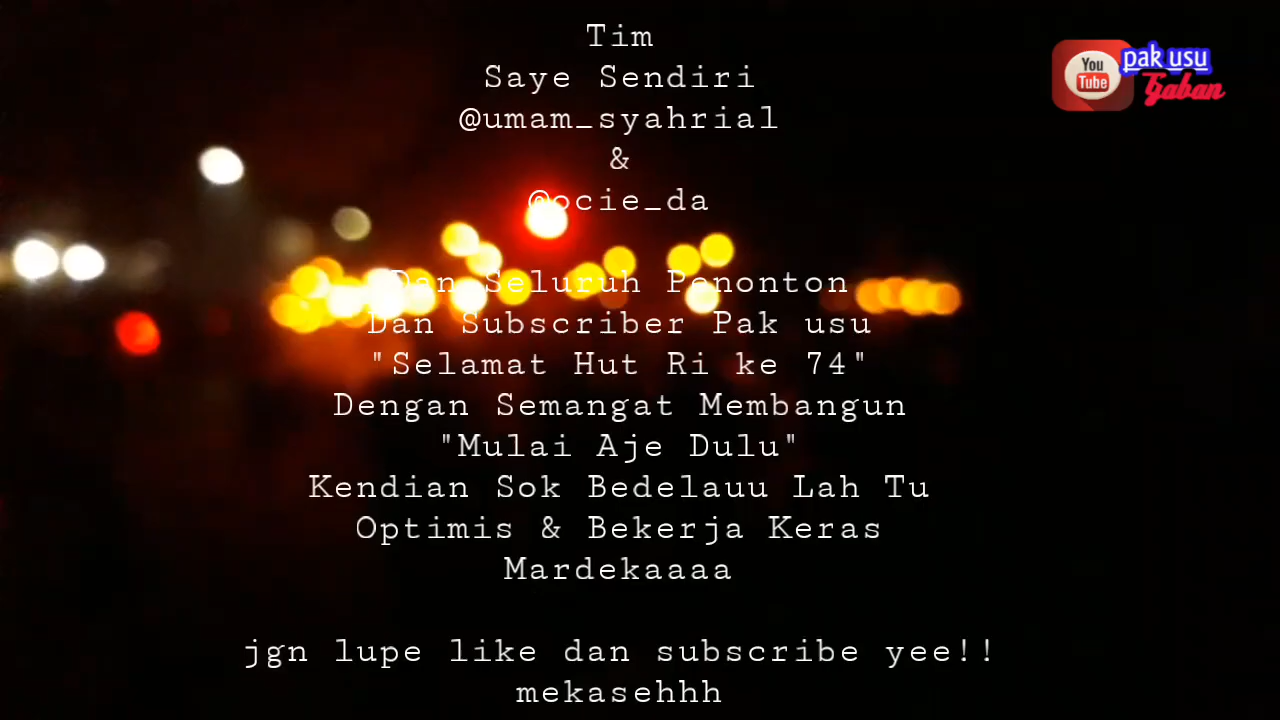 Tim
Saye Sendiri
@umam_syahrial
&
@ocie_da
Dan Seluruh Penonton
Dan Subscriber Pak usu
"Selamat Hut Ri ke 74"
Dengan Semangat Membangun
"Mulai Aje Dulu"
Kendian Sok Bedelauu Lah Tu
Optimis & Bekerja Keras
Mardekaaaa
jgn lupe like dan subscribe yee!!
mekasehhh
You
Tube
pak usu